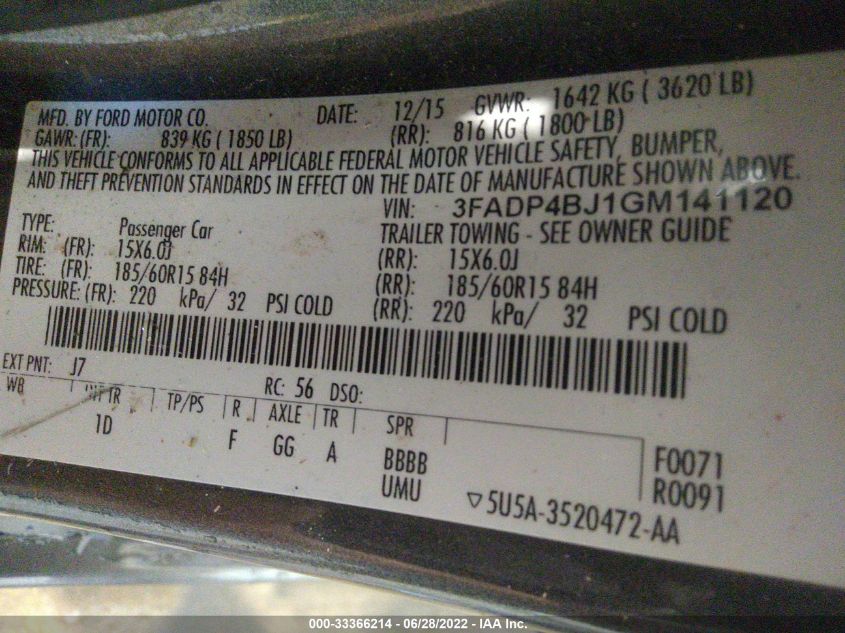 MFD. BY FORD MOTOR CO. DATE: 12/15 GVWR: 1642 KG ( 3620 LB)
GAWR: (FR): 839 KG ( 1850 LB) (RR): 816 KG ( 1800 LB)
THIS VEHICLE CONFORMS TO ALL APPLICABLE FEDERAL MOTOR VEHICLE SAFETY, BUMPER,
AND THEFT PREVENTION STANDARDS IN EFFECT ON THE DATE OF MANUFACTURE SHOWN ABOVE.
VIN: 3FADP4BJ1GM141120
TYPE: Passenger Car TRAILER TOWING - SEE OWNER GUIDE
RIM: (FR): 15X6.0J (RR): 15X6.0J
TIRE: (FR): 185/60R15 84H (RR): 185/60R15 84H
PRESSURE: (FR): 220 kPa/ 32 PSI COLD (RR): 220 kPa/ 32 PSI COLD
EXT PNT: J7 RC: 56 DSO:
WB TR TP/PS R AXLE TR SPR
1D F GG A BBBB F0071
UMU R0091
5U5A-3520472-AA
000-33366214 - 06/28/2022 - IAA Inc.